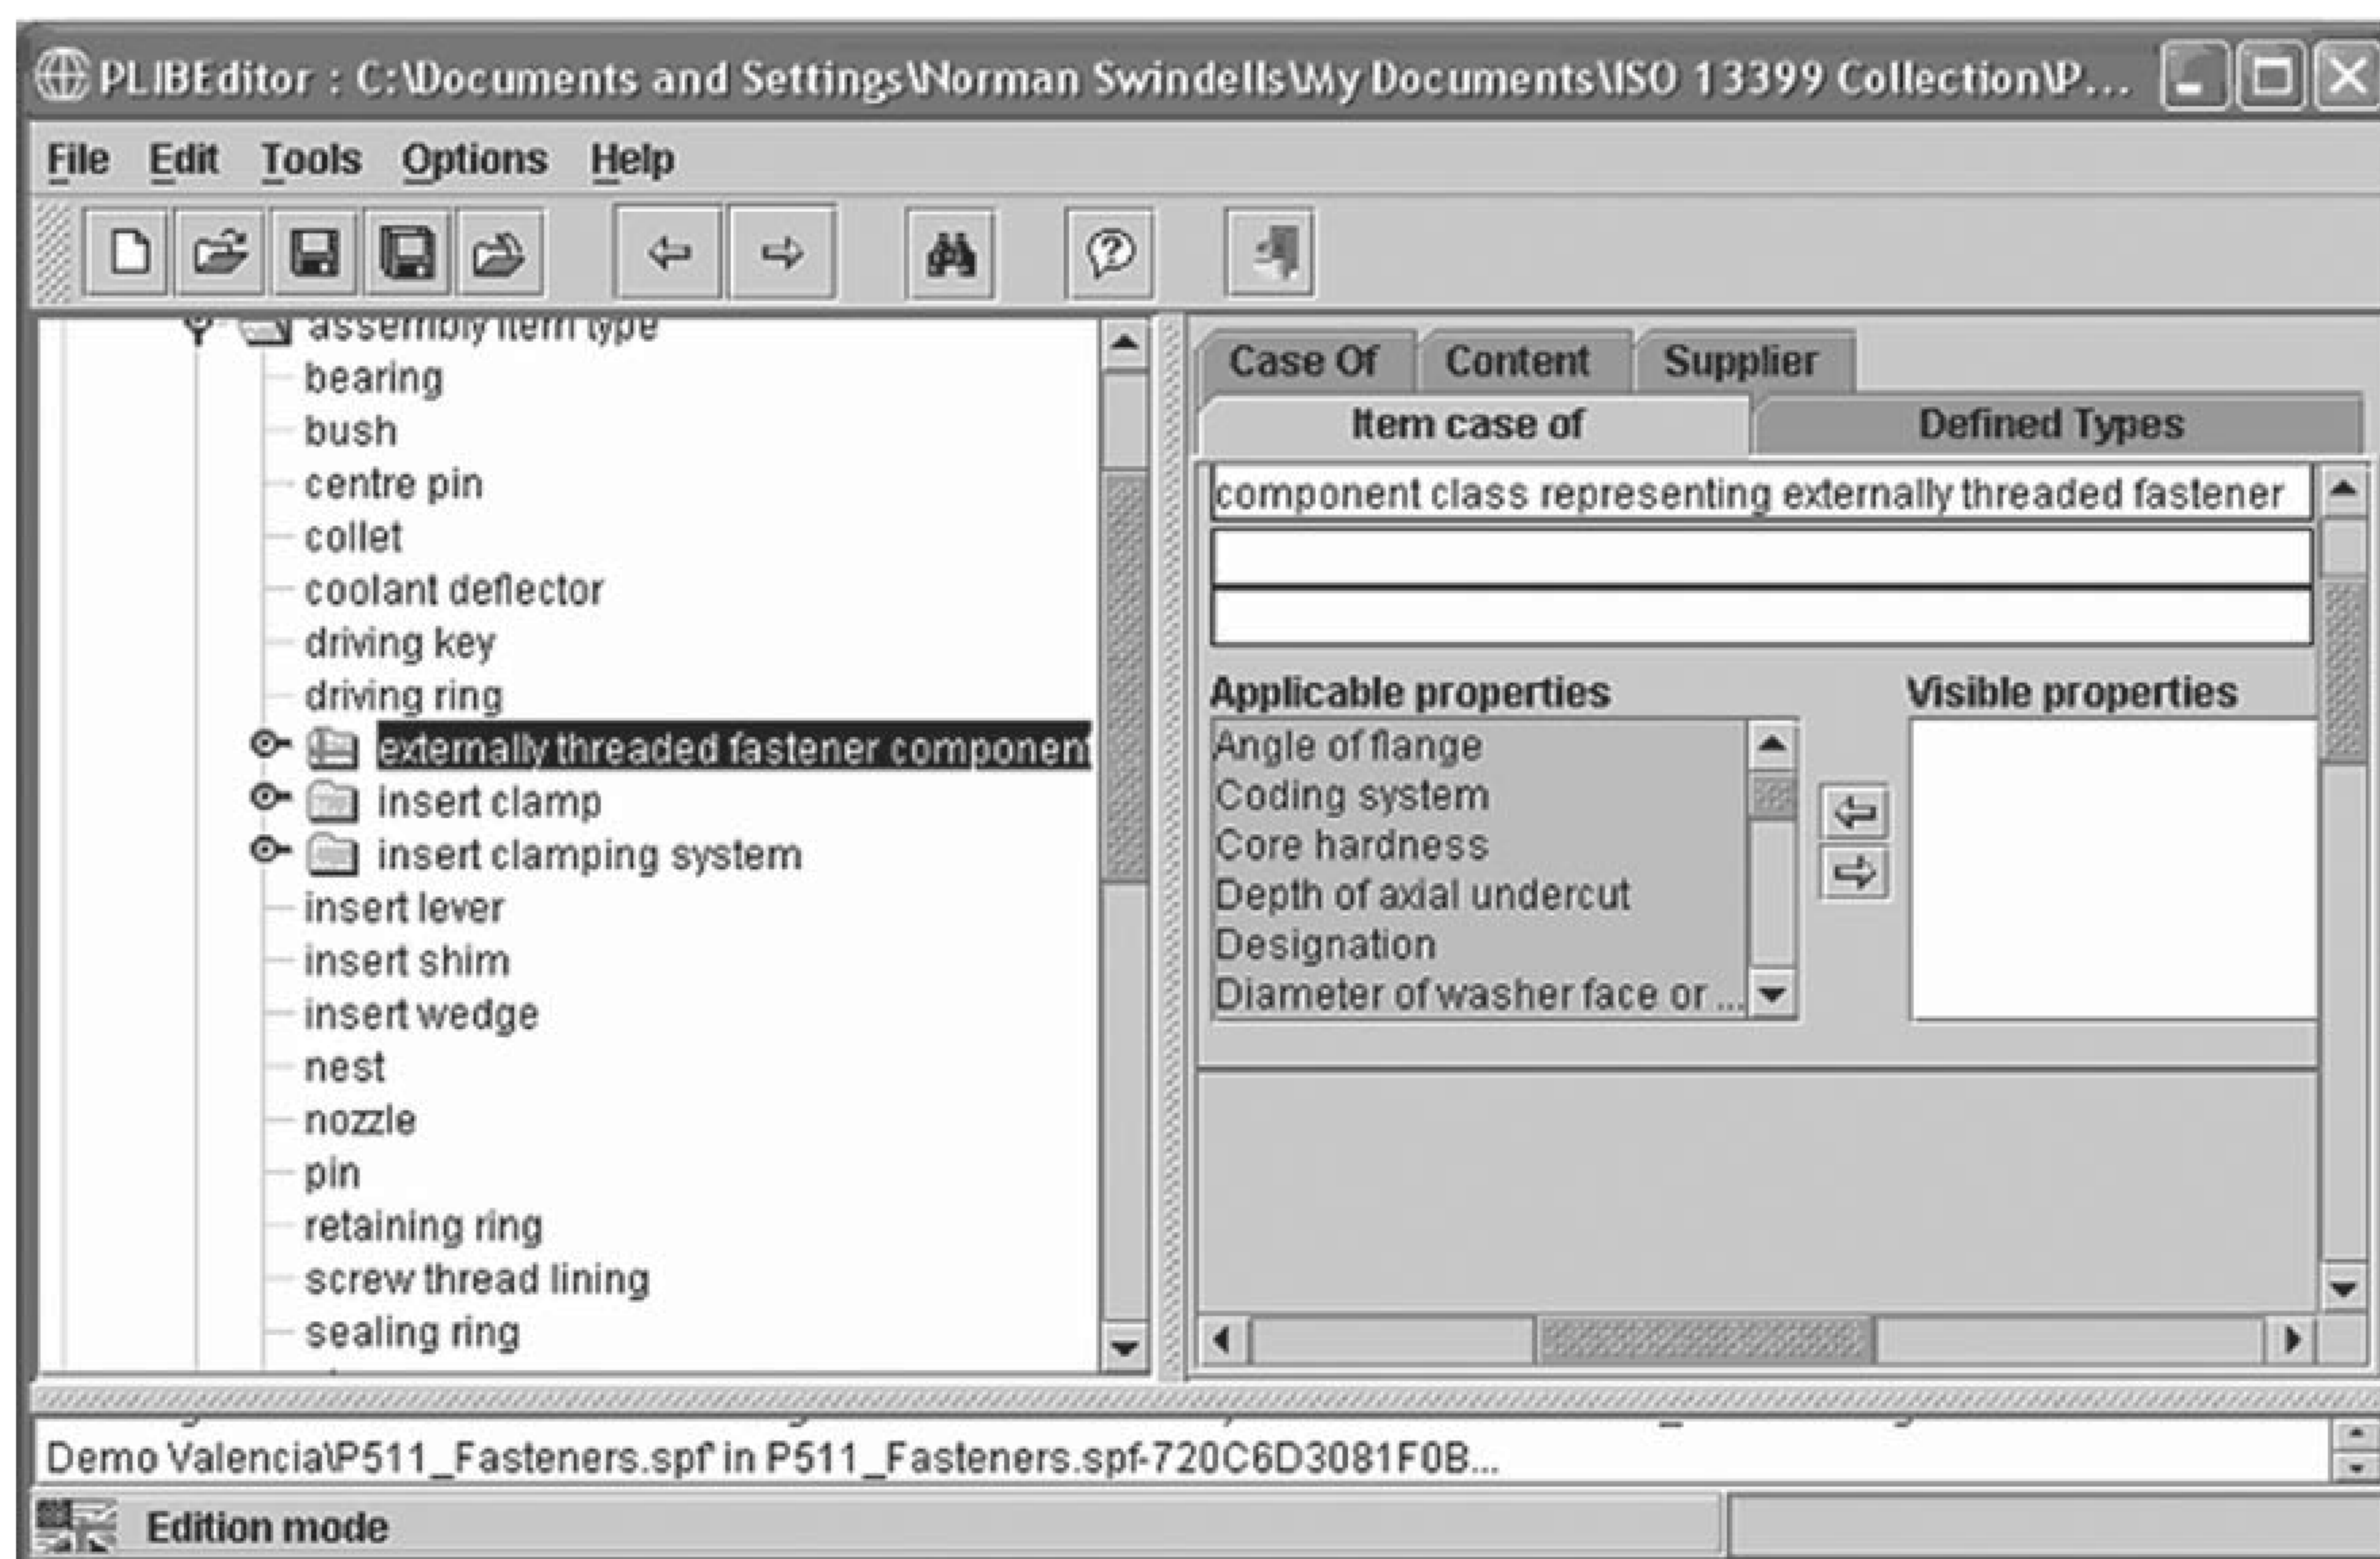 PLIBEditor : C:\Documents and Settings\Norman Swindells\My Documents\ISO 13399 Collection\P...
File Edit Tools Options Help
assembly item type
bearing
bush
centre pin
collet
coolant deflector
driving key
driving ring
externally threaded fastener component
insert clamp
insert clamping system
insert lever
insert shim
insert wedge
nest
nozzle
pin
retaining ring
screw thread lining
sealing ring
Case Of Content Supplier
Item case of Defined Types
component class representing externally threaded fastener
Applicable properties
Angle of flange
Coding system
Core hardness
Depth of axial undercut
Designation
Diameter of washer face or ...
Visible properties
Demo Valencia\P511_Fasteners.spf' in P511_Fasteners.spf-720C6D3081F0B...
Edition mode